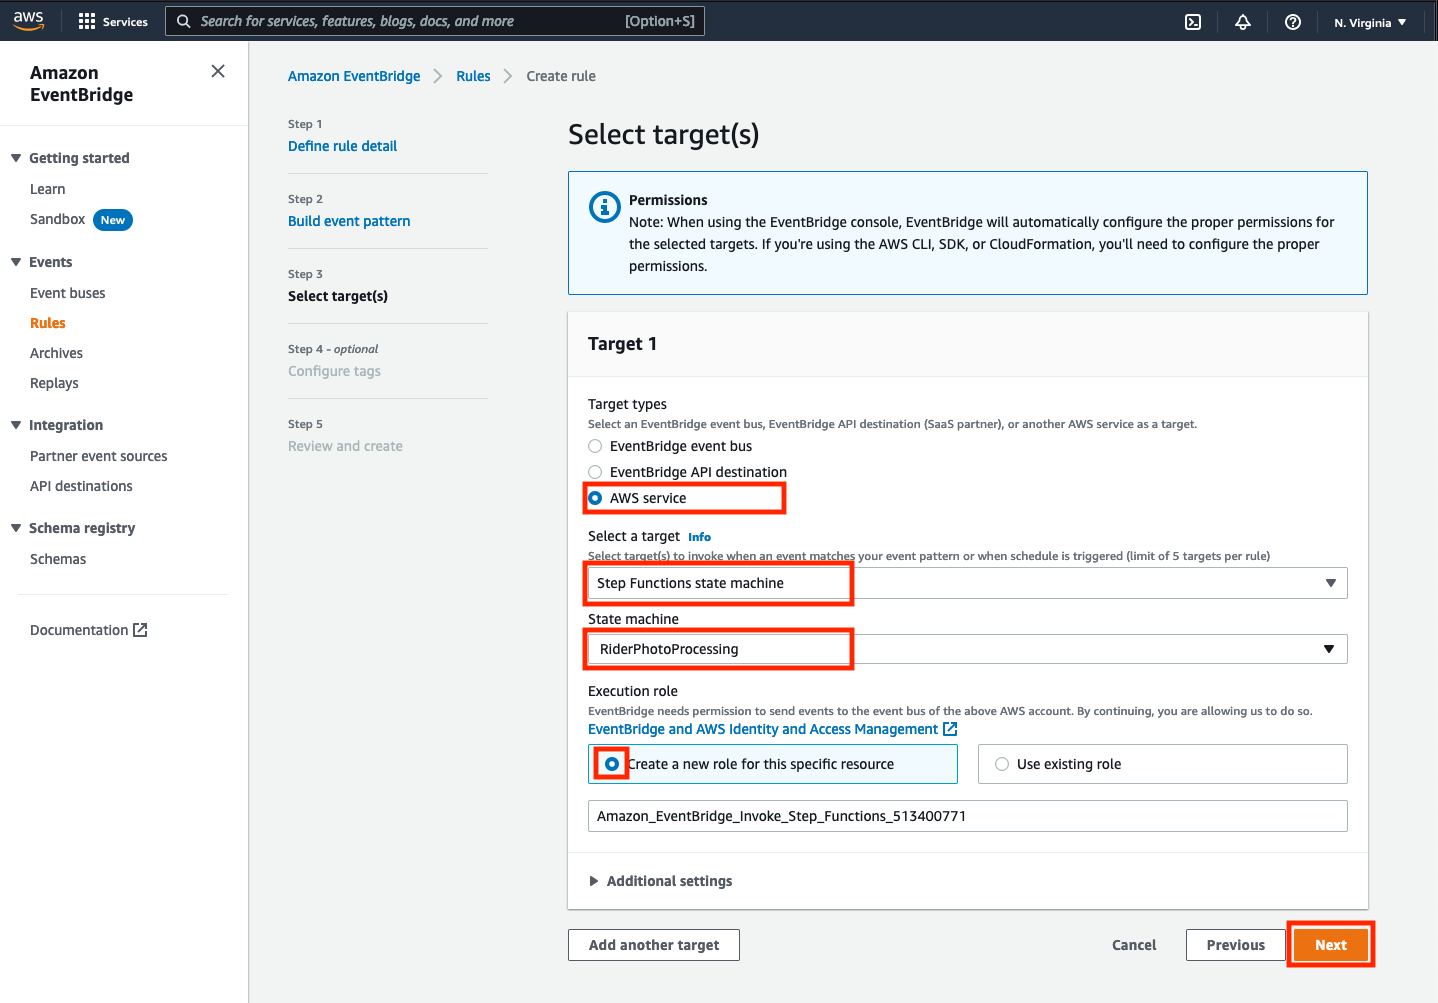 aws
Services
Search for services, features, blogs, docs, and more
[Option+S]
N. Virginia
Amazon
EventBridge
Getting started
Learn
Sandbox New
Events
Event buses
Rules
Archives
Replays
Integration
Partner event sources
API destinations
Schema registry
Schemas
Documentation
Amazon EventBridge
Rules
Create rule
Step 1
Define rule detail
Step 2
Build event pattern
Step 3
Select target(s)
Step 4 - optional
Configure tags
Step 5
Review and create
Select target(s)
Permissions
Note: When using the EventBridge console, EventBridge will automatically configure the proper permissions for
the selected targets. If you're using the AWS CLI, SDK, or CloudFormation, you'll need to configure the proper
permissions.
Target 1
Target types
Select an EventBridge event bus, EventBridge API destination (SaaS partner), or another AWS service as a target.
EventBridge event bus
EventBridge API destination
AWS service
Select a target Info
Select target(s) to invoke when an event matches your event pattern or when schedule is triggered (limit of 5 targets per rule)
Step Functions state machine
State machine
RiderPhotoProcessing
Execution role
EventBridge needs permission to send events to the event bus of the above AWS account. By continuing, you are allowing us to do so.
EventBridge and AWS Identity and Access Management
Create a new role for this specific resource
Use existing role
Amazon_EventBridge_Invoke_Step_Functions_513400771
Additional settings
Add another target
Cancel
Previous
Next